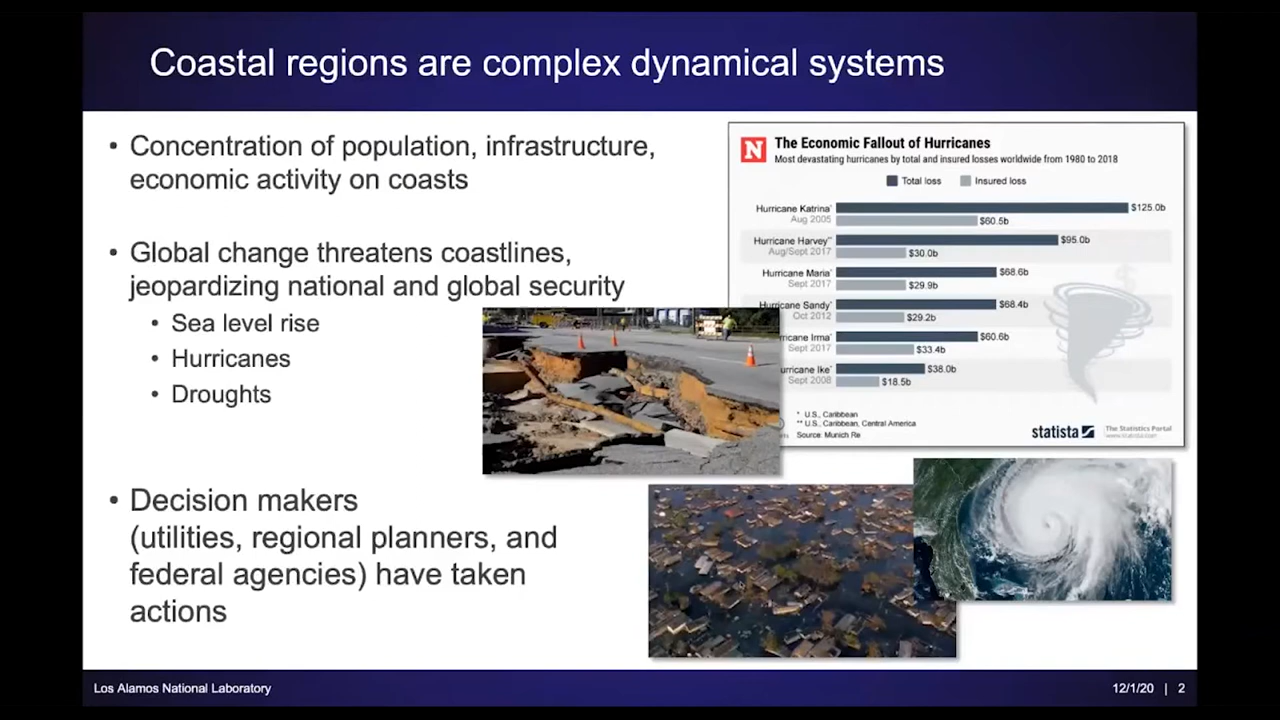 Coastal regions are complex dynamical systems
• Concentration of population, infrastructure,
economic activity on coasts
• Global change threatens coastlines,
jeopardizing national and global security
• Sea level rise
• Hurricanes
• Droughts
• Decision makers
(utilities, regional planners, and
federal agencies) have taken
actions
N
The Economic Fallout of Hurricanes
Most devastating hurricanes by total and insured losses worldwide from 1980 to 2018
Total loss Insured loss
Hurricane Katrina* $125.0b
Aug 2005 $60.5b
Hurricane Harvey** $95.0b
Aug/Sept 2017 $30.0b
Hurricane Maria* $68.6b
Sept 2017 $29.9b
Hurricane Sandy* $68.4b
Oct 2012 $29.2b
ricane Irma* $60.6b
Sept 2017 $33.4b
urricane Ike* $38.0b
Sept 2008 $18.5b
* U.S., Caribbean
** U.S., Caribbean, Central America
Source: Munich Re
statista The Statistics Portal
www.statista.com
Los Alamos National Laboratory
12/1/20 | 2